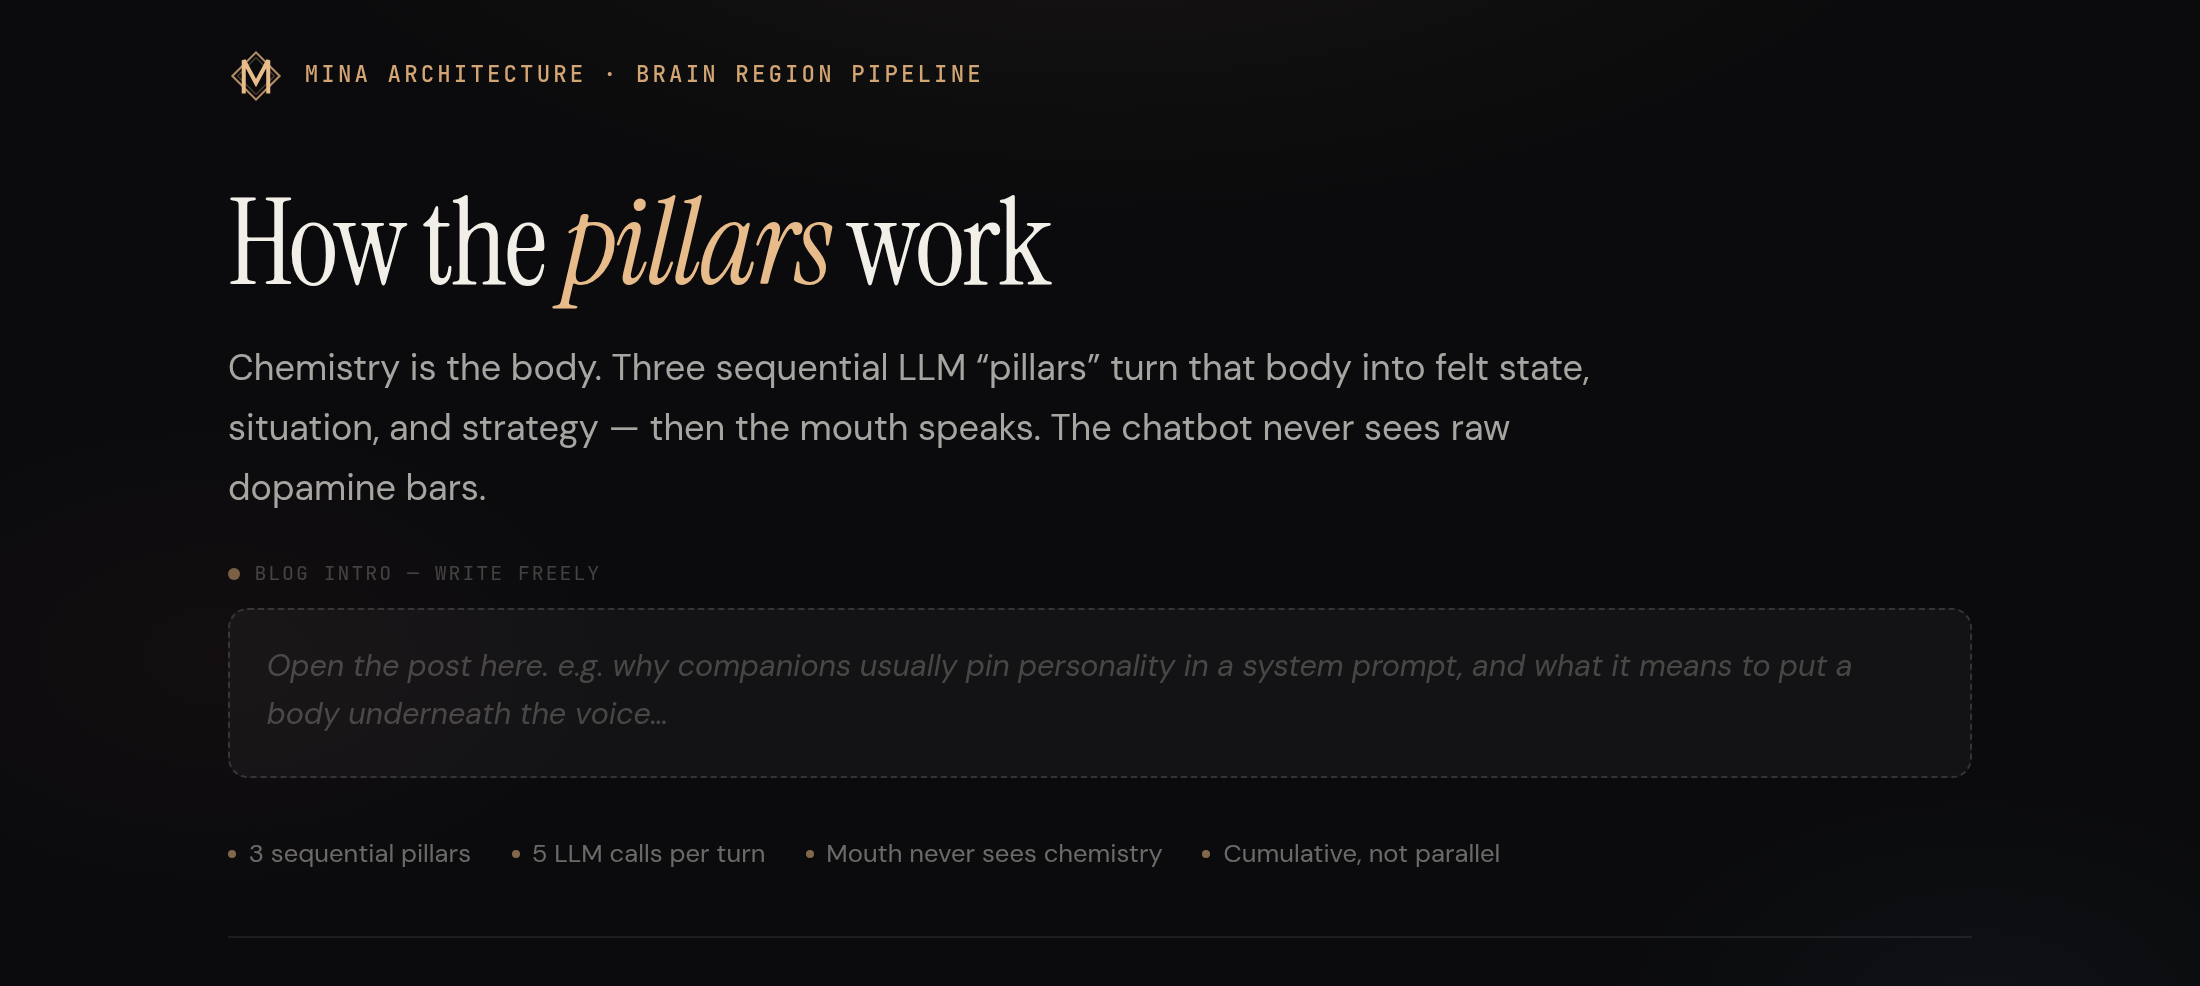 M
MINA ARCHITECTURE · BRAIN REGION PIPELINE
How the pillars work
Chemistry is the body. Three sequential LLM “pillars” turn that body into felt state,
situation, and strategy — then the mouth speaks. The chatbot never sees raw
dopamine bars.
BLOG INTRO — WRITE FREELY
Open the post here. e.g. why companions usually pin personality in a system prompt, and what it means to put a
body underneath the voice…
3 sequential pillars
5 LLM calls per turn
Mouth never sees chemistry
Cumulative, not parallel